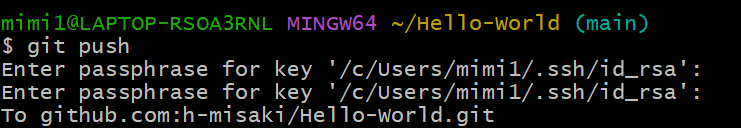 mimi1@LAPTOP-RSOA3RNL MINGW64 ~/Hello-World (main)
$ git push
Enter passphrase for key '/c/Users/mimi1/.ssh/id_rsa':
Enter passphrase for key '/c/Users/mimi1/.ssh/id_rsa':
To github.com:h-misaki/Hello-World.git